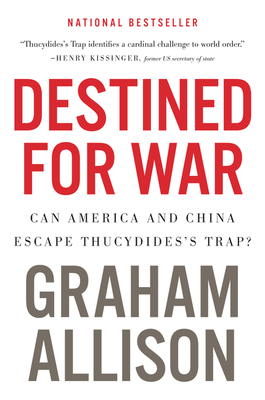 NATIONAL BESTSELLER
“Thucydides’s Trap identifies a cardinal challenge to world order.”
–HENRY KISSINGER, former US secretary of state
DESTINED
FOR WAR
CAN AMERICA AND CHINA
ESCAPE THUCYDIDES’S TRAP?
GRAHAM
ALLISON